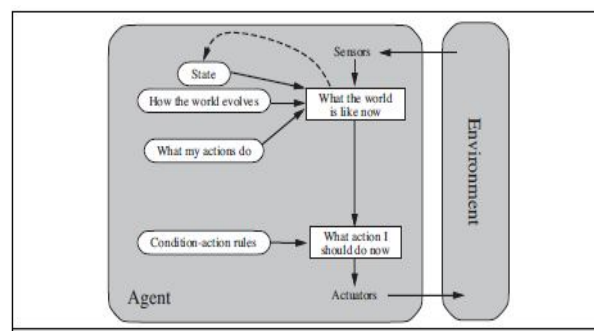 Sensors
State
How the world evolves
What the world
is like now
What my actions do
Environment
Condition-action rules
What action I
should do now
Agent
Actuators